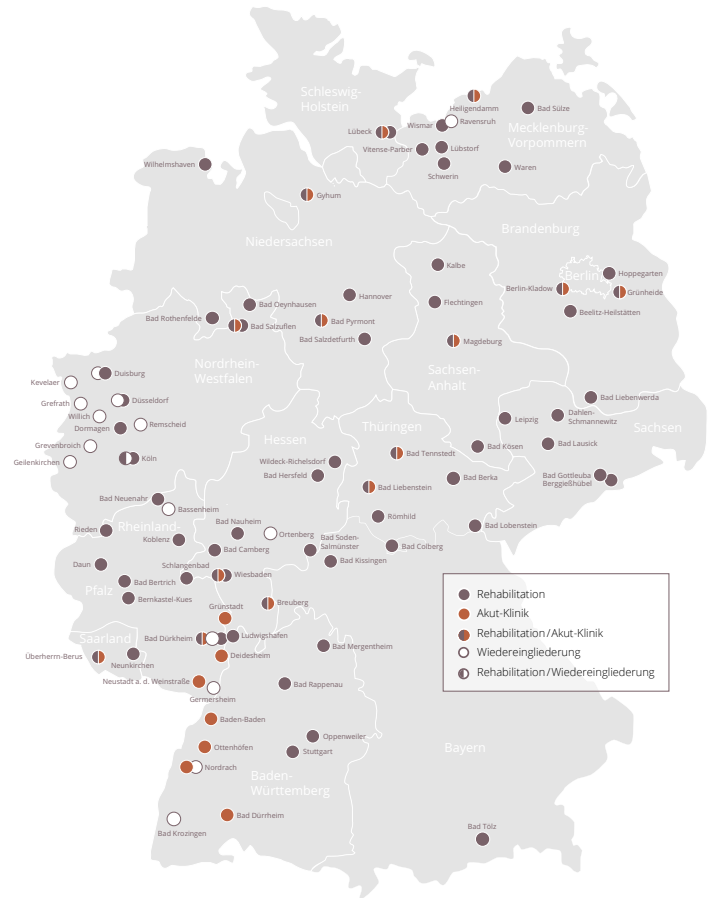 Heiligendamm
Schleswig-
Holstein
Bad Sülze
Ravensruh
Wismar
Lübeck
Mecklenburg-
Vorpommern
Vitense-Parber
Lübstorf
Wilhelmshaven
Schwerin
Waren
Gyhum
Brandenburg
Niedersachsen
Kalbe
Berlin
Hoppegarten
Berlin-Kladow
Grünheide
Hannover
Flechtingen
Bad Oeynhausen
Beelitz-Heilstätten
Bad Rothenfelde
Bad Salzuflen
Bad Pyrmont
Bad Salzdetfurth
Magdeburg
Nordrhein-
Westfalen
Sachsen-
Anhalt
Duisburg
Kevelaer
Düsseldorf
Grefrath
Willich
Remscheid
Dormagen
Bad Liebenwerda
Dahlen-
Schmannewitz
Leipzig
Sachsen
Thüringen
Hessen
Grevenbroich
Köln
Geilenkirchen
Bad Kösen
Bad Lausick
Bad Tennstedt
Wildeck-Richelsdorf
Bad Hersfeld
Bad Gottleuba
Berggießhübel
Bad Berka
Bad Liebenstein
Bad Neuenahr
Bassenheim
Römhild
Rheinland-
Rieden
Koblenz
Bad Nauheim
Ortenberg
Bad Lobenstein
Bad Soden-
Salmünster
Bad Colberg
Bad Camberg
Bad Kissingen
Daun
Schlangenbad
Wiesbaden
Bad Bertrich
Pfalz
Bernkastel-Kues
Grünstadt
Breuberg
Rehabilitation
Akut-Klinik
Rehabilitation/Akut-Klinik
Wiedereingliederung
Rehabilitation/Wiedereingliederung
Saarland
Bad Dürkheim
Ludwigshafen
Bad Mergentheim
Überherrn-Berus
Neunkirchen
Deidesheim
Neustadt a. d. Weinstraße
Germersheim
Bad Rappenau
Baden-Baden
Oppenweiler
Stuttgart
Ottenhöfen
Bayern
Nordrach
Baden-
Württemberg
Bad Dürrheim
Bad Krozingen
Bad Tölz